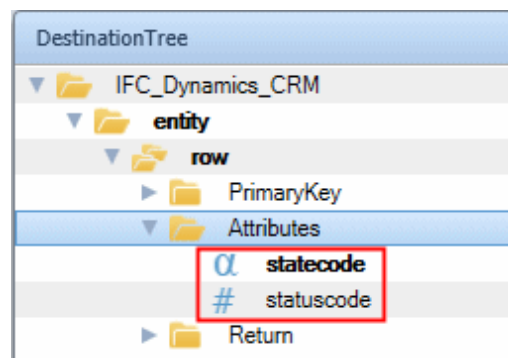 DestinationTree
IFC_Dynamics_CRM
entity
row
PrimaryKey
Attributes
α statecode
# statuscode
Return